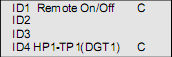 ID1 Remote On/Off C
ID2
ID3
ID4 HP1-TP1(DGT1) C